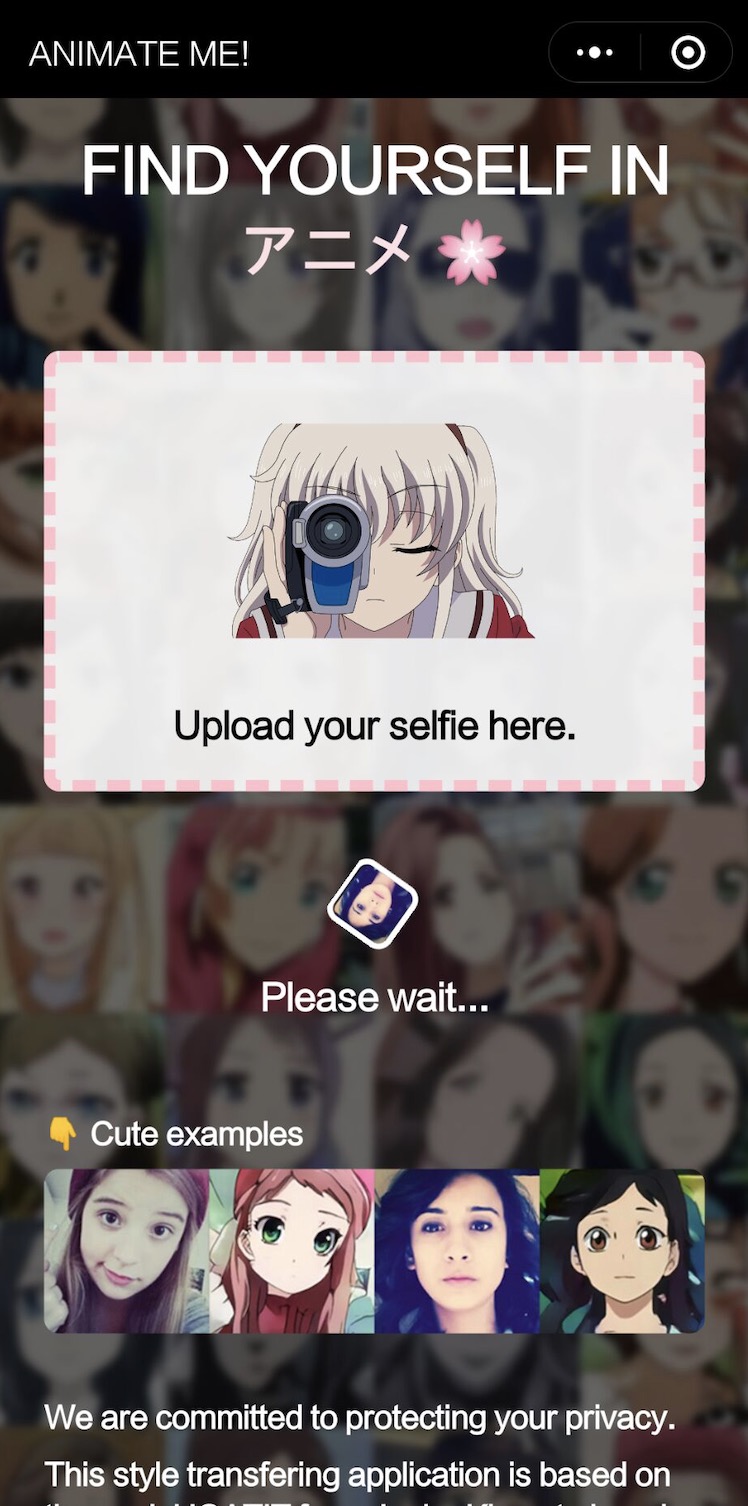 ANIMATE ME!
FIND YOURSELF IN
アニメ
Upload your selfie here.
Please wait...
Cute examples
We are committed to protecting your privacy.
This style transfering application is based on